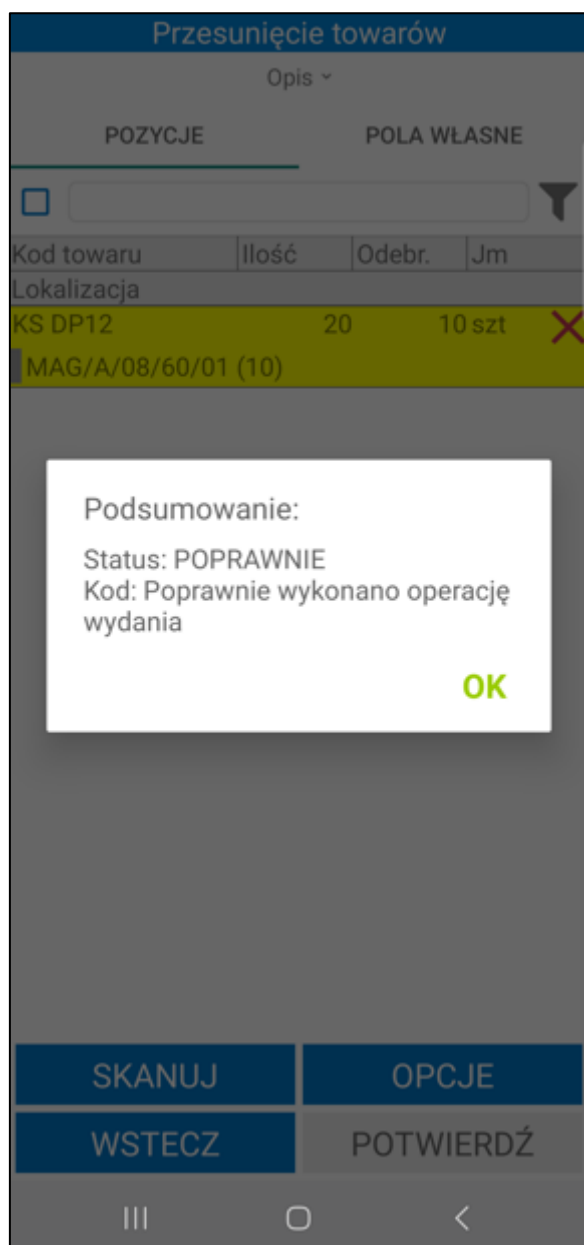 Przesunięcie towarów
Opis
POZYCJE POLA WŁASNE
Kod towaru Ilość Odebr. Jm
Lokalizacja
KS DP12 20 10 szt
MAG/A/08/60/01 (10)
Podsumowanie:
Status: POPRAWNIE
Kod: Poprawnie wykonano operację
wydania
OK
SKANUJ OPCJE
WSTECZ POTWIERDŹ